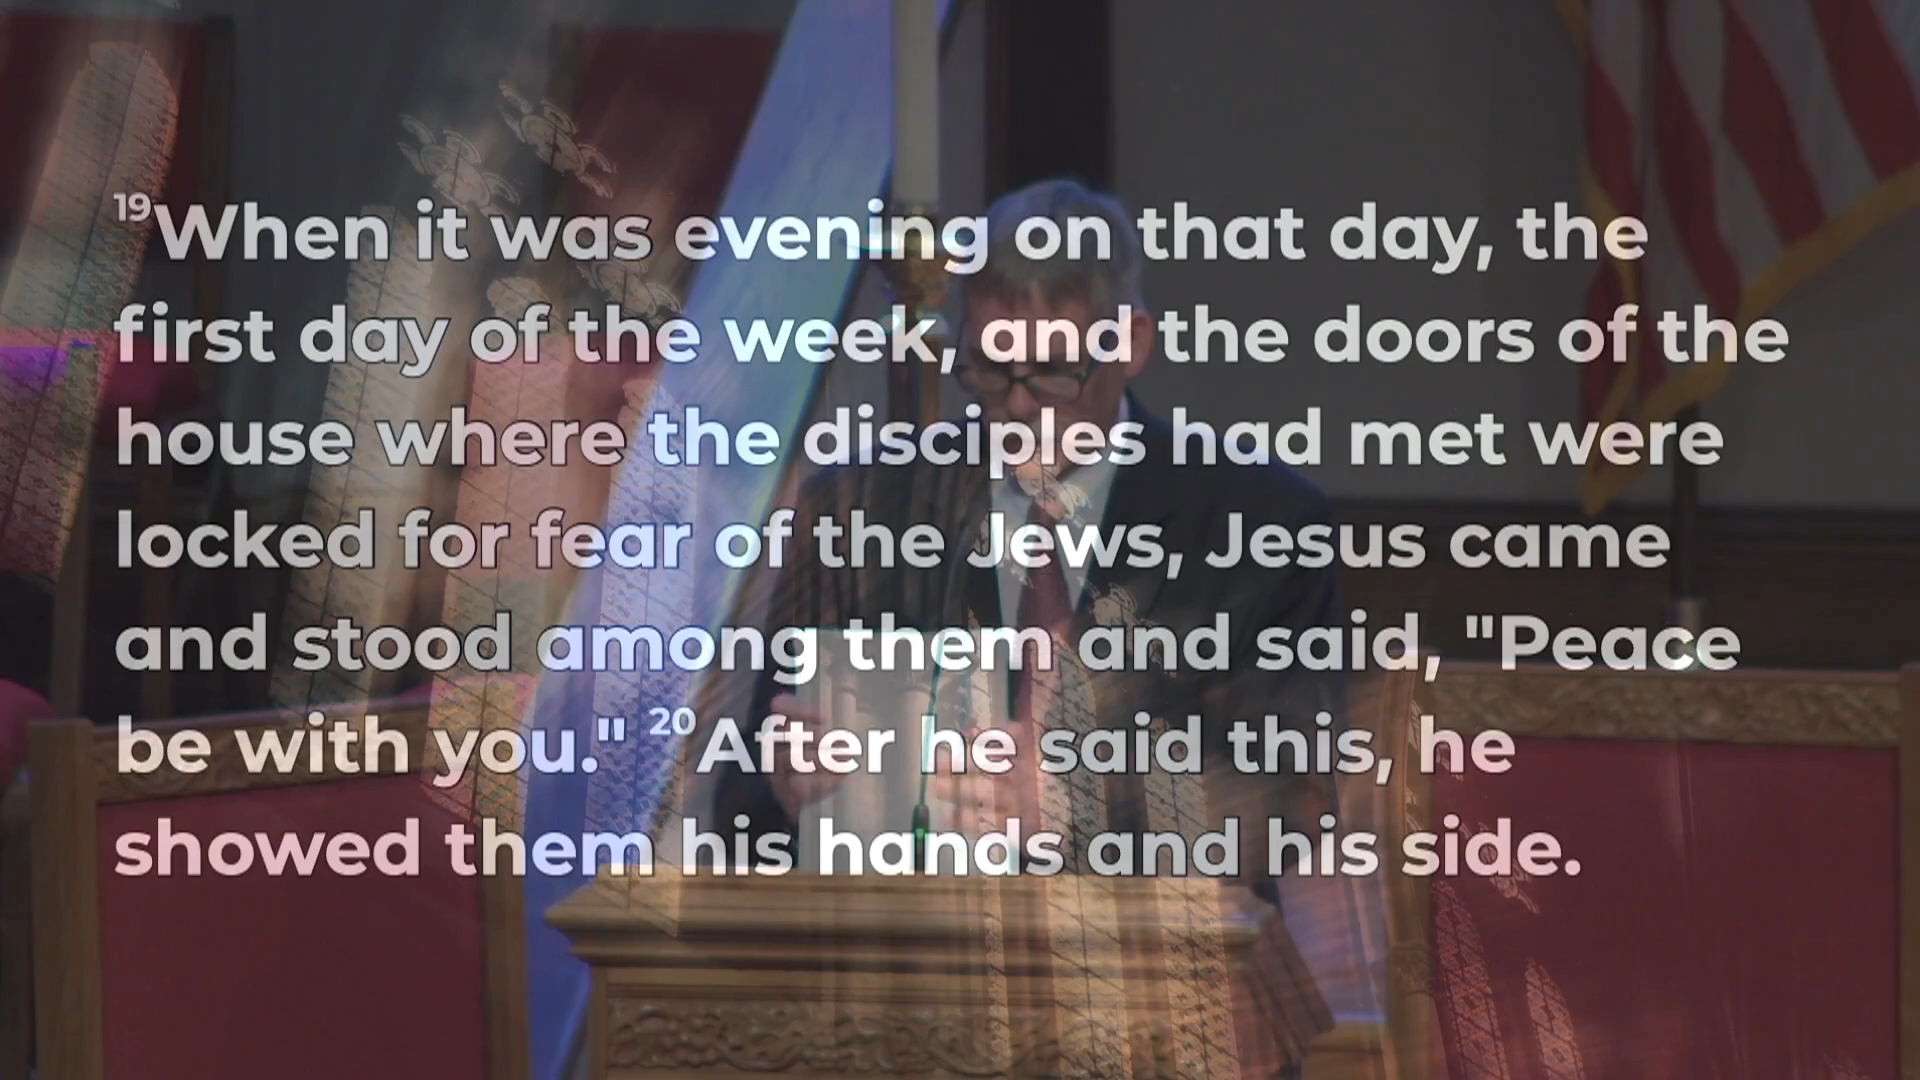 19When it was evening on that day, the
first day of the week, and the doors of the
house where the disciples had met were
locked for fear of the Jews, Jesus came
and stood among them and said, "Peace
be with you." 20After he said this, he
showed them his hands and his side.